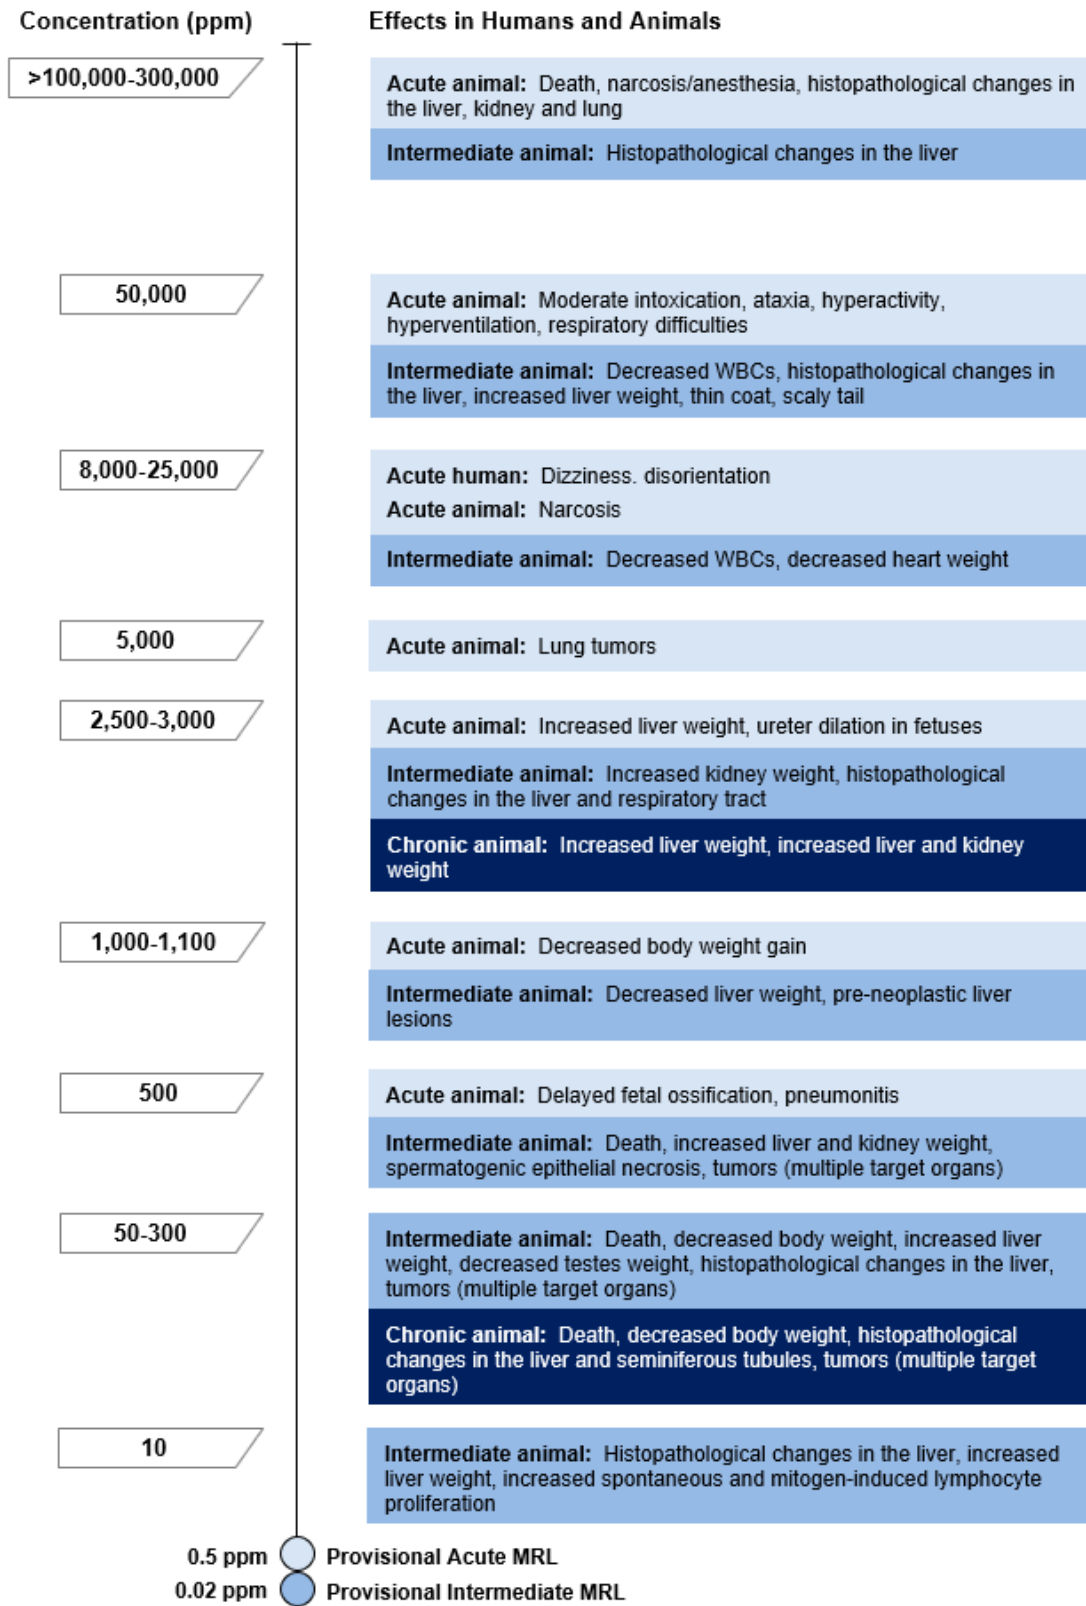 Concentration (ppm) Effects in Humans and Animals
>100,000-300,000
Acute animal: Death, narcosis/anesthesia, histopathological changes in
the liver, kidney and lung
Intermediate animal: Histopathological changes in the liver
50,000
Acute animal: Moderate intoxication, ataxia, hyperactivity,
hyperventilation, respiratory difficulties
Intermediate animal: Decreased WBCs, histopathological changes in
the liver, increased liver weight, thin coat, scaly tail
8,000-25,000
Acute human: Dizziness. disorientation
Acute animal: Narcosis
Intermediate animal: Decreased WBCs, decreased heart weight
5,000
Acute animal: Lung tumors
2,500-3,000
Acute animal: Increased liver weight, ureter dilation in fetuses
Intermediate animal: Increased kidney weight, histopathological
changes in the liver and respiratory tract
Chronic animal: Increased liver weight, increased liver and kidney
weight
1,000-1,100
Acute animal: Decreased body weight gain
Intermediate animal: Decreased liver weight, pre-neoplastic liver
lesions
500
Acute animal: Delayed fetal ossification, pneumonitis
Intermediate animal: Death, increased liver and kidney weight,
spermatogenic epithelial necrosis, tumors (multiple target organs)
50-300
Intermediate animal: Death, decreased body weight, increased liver
weight, decreased testes weight, histopathological changes in the liver,
tumors (multiple target organs)
Chronic animal: Death, decreased body weight, histopathological
changes in the liver and seminiferous tubules, tumors (multiple target
organs)
10
Intermediate animal: Histopathological changes in the liver, increased
liver weight, increased spontaneous and mitogen-induced lymphocyte
proliferation
0.5 ppm Provisional Acute MRL
0.02 ppm Provisional Intermediate MRL